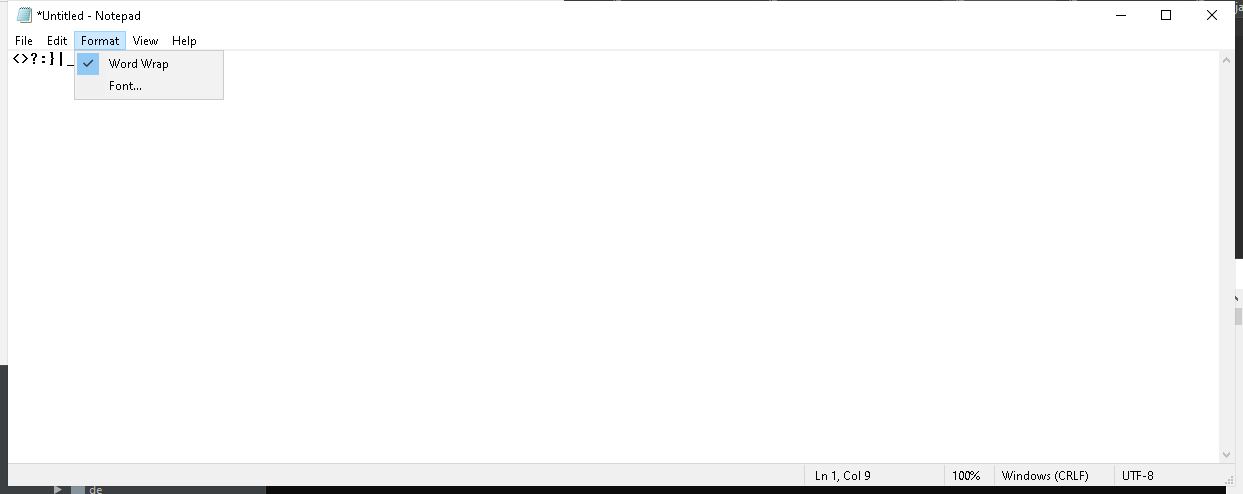 *Untitled - Notepad
File Edit Format View Help
<>?:}|_
Word Wrap
Font...
Ln 1, Col 9
100%
Windows (CRLF)
UTF-8
de